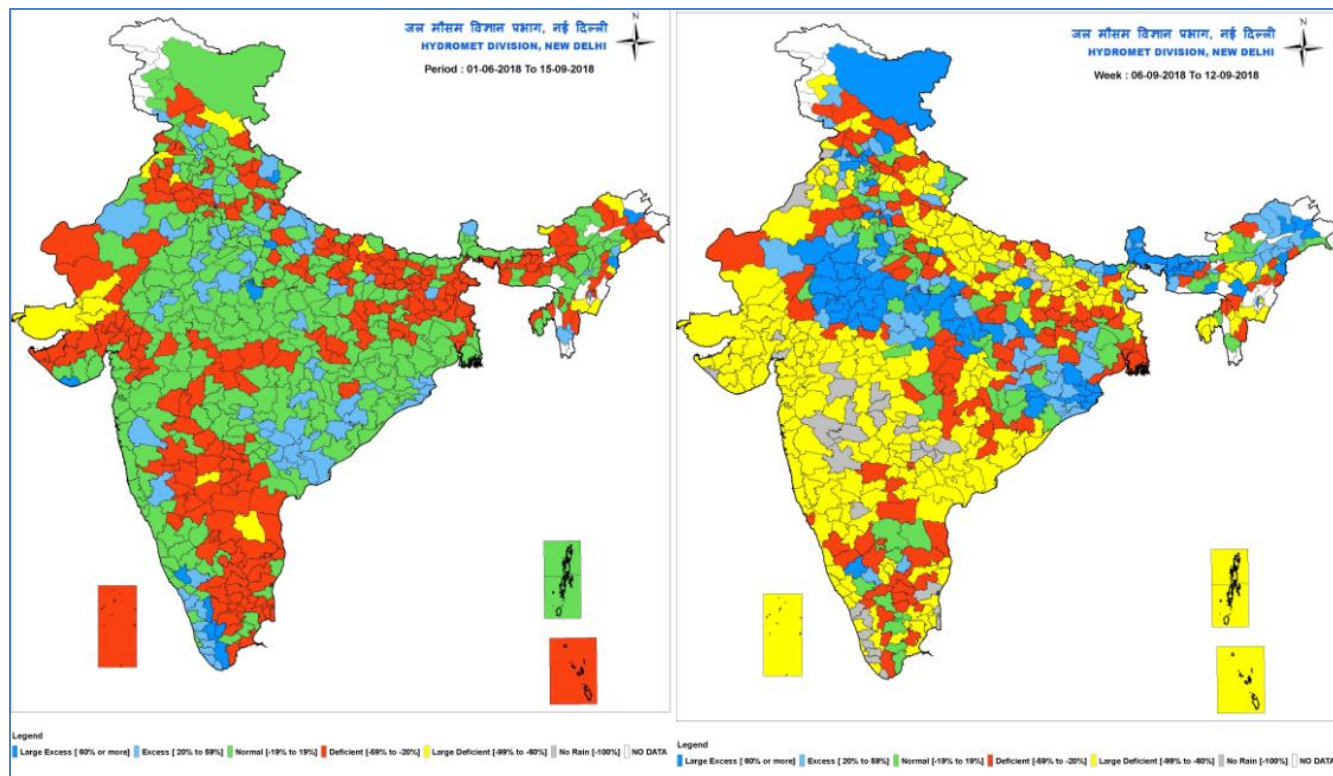 जल मौसम विज्ञान प्रभाग, नई दिल्ली
HYDROMET DIVISION, NEW DELHI
Period : 01-06-2018 To 15-09-2018
N
Legend
Large Excess [ 60% or more] Excess [ 20% to 59%] Normal [-19% to 19%] Deficient [-59% to -20%] Large Deficient [-99% to -60%] No Rain [-100%] NO DATA
जल मौसम विज्ञान प्रभाग, नई दिल्ली
HYDROMET DIVISION, NEW DELHI
Week : 06-09-2018 To 12-09-2018
N
Legend
Large Excess [ 60% or more] Excess [ 20% to 59%] Normal [-19% to 19%] Deficient [-59% to -20%] Large Deficient [-99% to -60%] No Rain [-100%] NO DATA